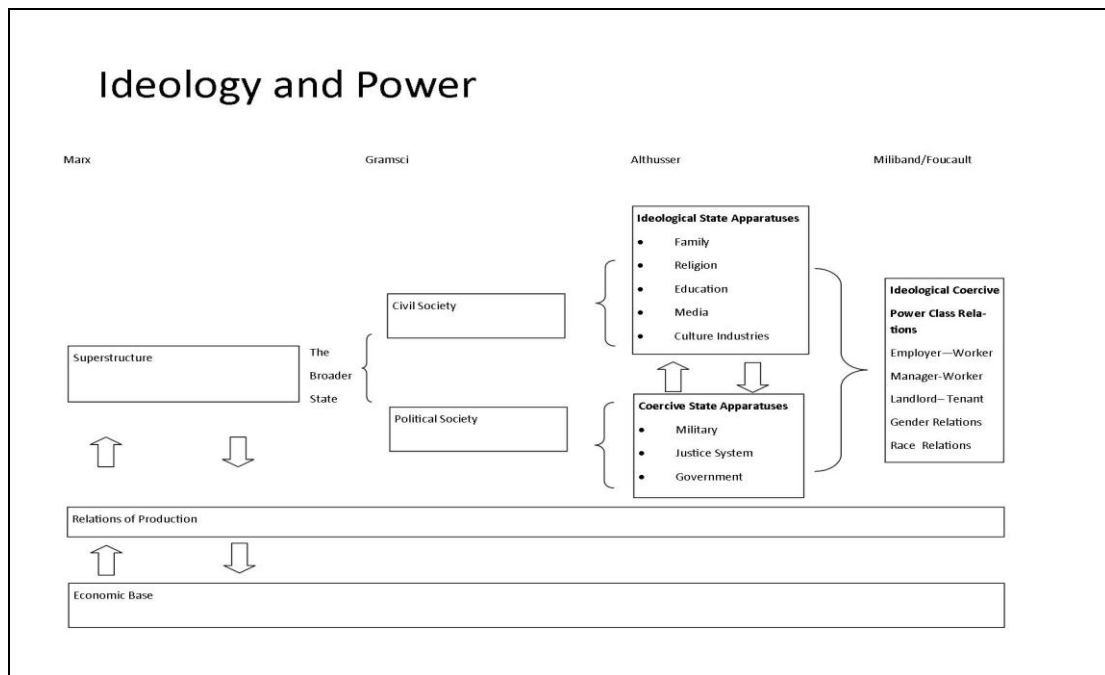 Ideology and Power
Marx
Gramsci
Althusser
Miliband/Foucault
Superstructure
The
Broader
State
Civil Society
Political Society
Ideological State Apparatuses
• Family
• Religion
• Education
• Media
• Culture Industries
Coercive State Apparatuses
• Military
• Justice System
• Government
Ideological Coercive
Power Class Rela-
tions
Employer—Worker
Manager-Worker
Landlord– Tenant
Gender Relations
Race Relations
Relations of Production
Economic Base